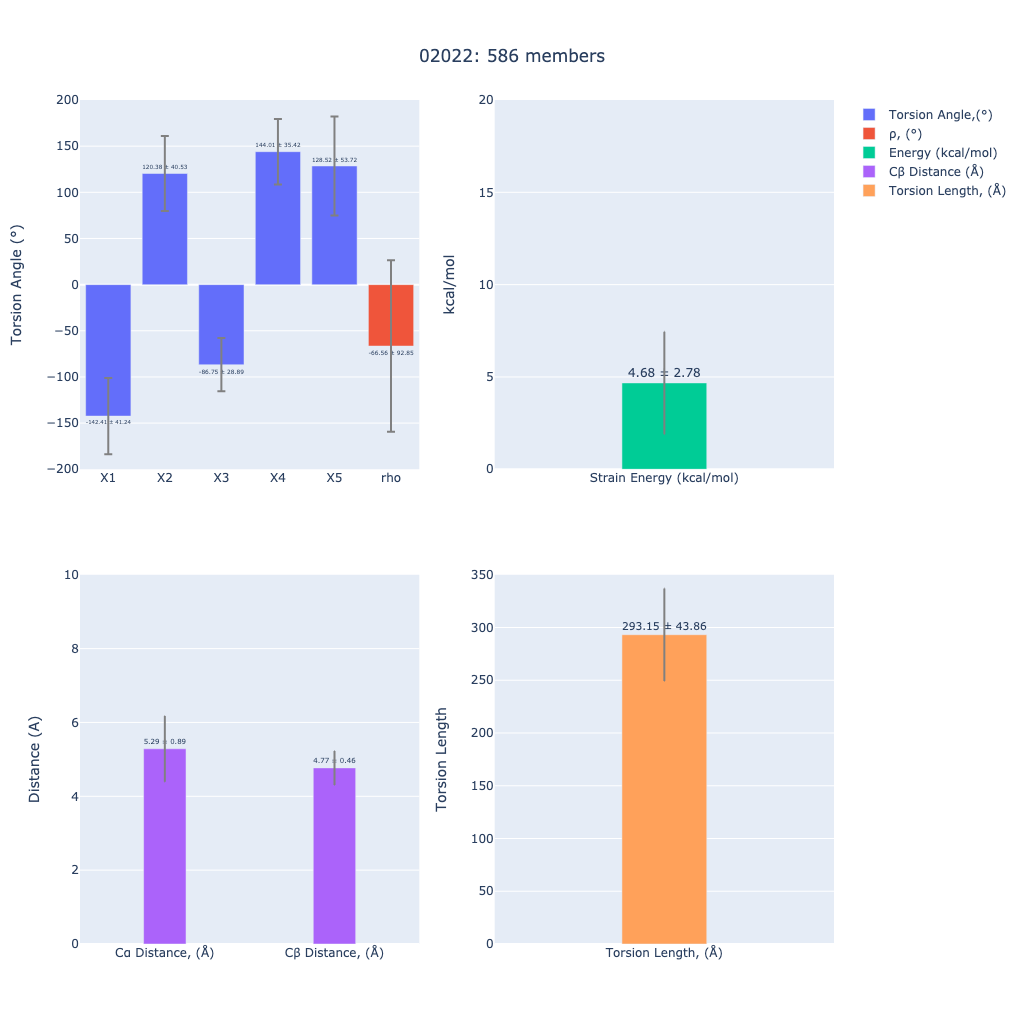 02022: 586 members
Torsion Angle (°)
200
150
100
50
0
−50
−100
−150
−200
-142.41 ± 41.24
120.38 ± 40.53
-86.75 ± 28.89
144.01 ± 35.42
128.52 ± 53.72
-66.56 ± 92.85
X1 X2 X3 X4 X5 rho
kcal/mol
20
15
10
5
0
4.68 ± 2.78
Strain Energy (kcal/mol)
Torsion Angle,(°)
ρ, (°)
Energy (kcal/mol)
Cβ Distance (Å)
Torsion Length, (Å)
Distance (A)
10
8
6
4
2
0
5.29 ± 0.89
4.77 ± 0.46
Cα Distance, (Å) Cβ Distance, (Å)
Torsion Length
350
300
250
200
150
100
50
0
293.15 ± 43.86
Torsion Length, (Å)